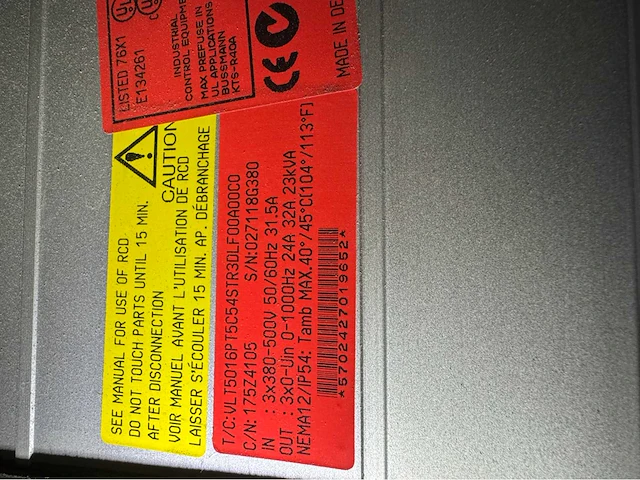 LISTED 76X1
E134261
INDUSTRIAL
CONTROL EQUIPME
MAX PREFUSE IN
UL APPLICATIONS
BUSSMANN
KTS-R40A
CE
MADE IN DE
CAUTION
SEE MANUAL FOR USE OF RCD
DO NOT TOUCH PARTS UNTIL 15 MIN.
AFTER DISCONNECTION
VOIR MANUEL AVANT L'UTILISATION DE RCD
LAISSER S'ÉCOULER 15 MIN. AP. DÉBRANCHAGE
T/C:VLT5016PT5C54STR3DLF00A00C0
C/N: 175Z4105 S/N:027118G380
IN : 3x380-500V 50/60Hz 31.5A
OUT : 3x0-Uin 0-1000Hz 24A 32A 23kVA
NEMA12/IP54: Tamb MAX.40°/45°C(104°/113°F)
*5702427019652*